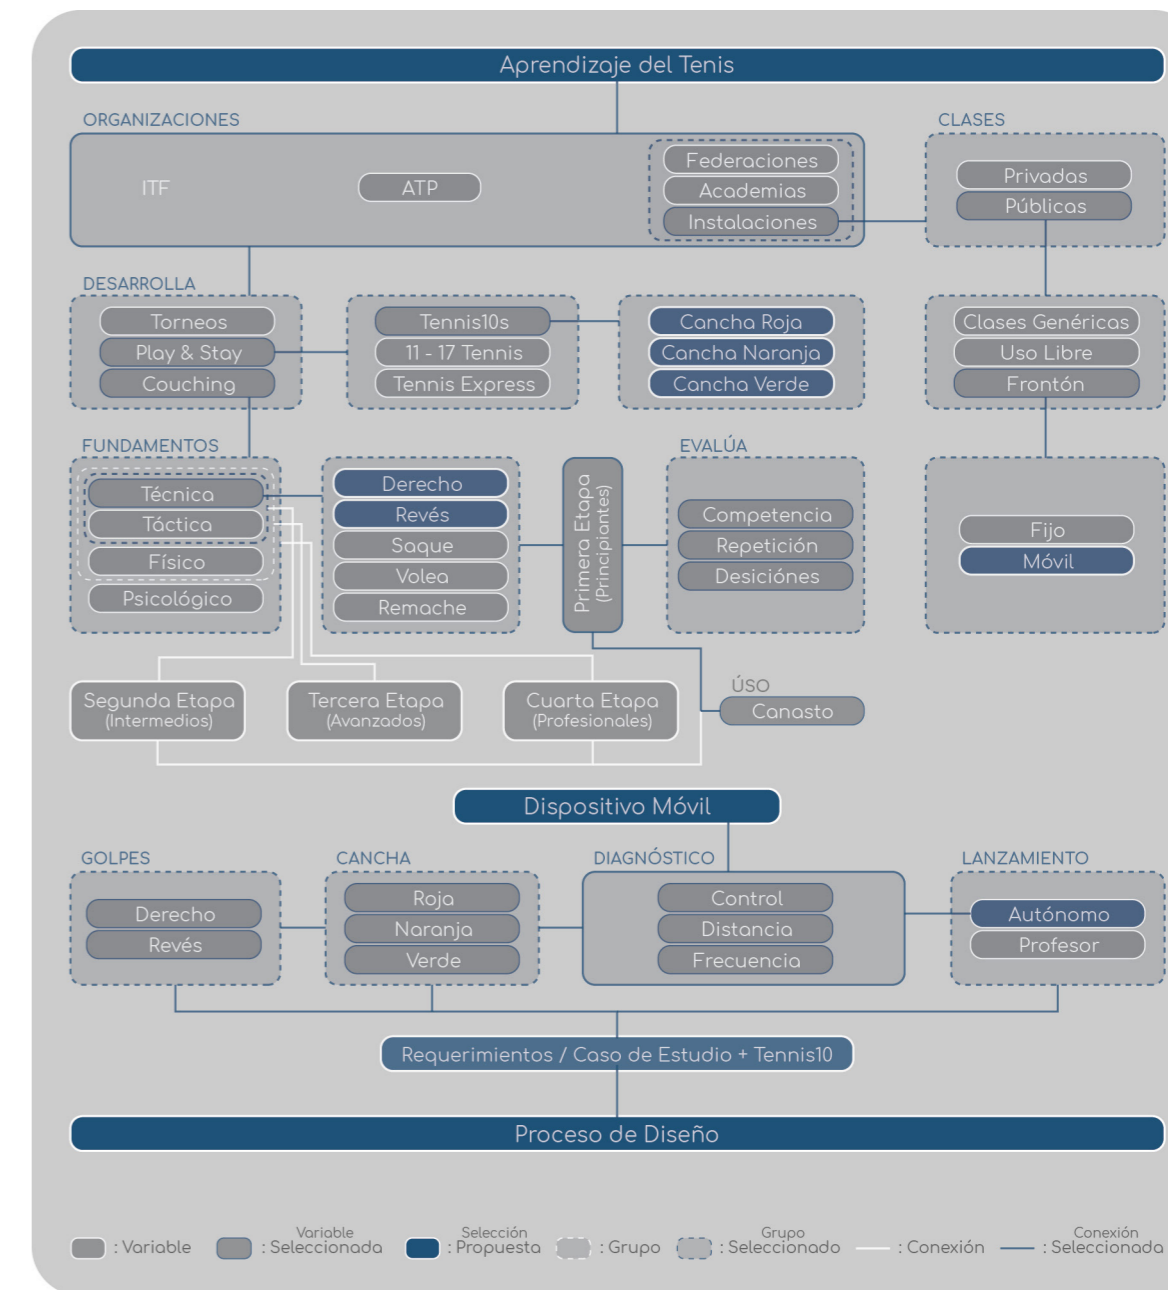 Aprendizaje del Tenis
ORGANIZACIONES
CLASES
ITF
ATP
Federaciones
Academias
Instalaciones
Privadas
Públicas
DESARROLLA
Torneos
Play & Stay
Couching
Tennis10s
11 - 17 Tennis
Tennis Express
Cancha Roja
Cancha Naranja
Cancha Verde
Clases Genéricas
Uso Libre
Frontón
FUNDAMENTOS
Técnica
Táctica
Físico
Psicológico
Derecho
Revés
Saque
Volea
Remache
Primera Etapa
(Principiantes)
EVALÚA
Competencia
Repetición
Desiciónes
Fijo
Móvil
Segunda Etapa
(Intermedios)
Tercera Etapa
(Avanzados)
Cuarta Etapa
(Profesionales)
ÚSO
Canasto
Dispositivo Móvil
GOLPES
Derecho
Revés
CANCHA
Roja
Naranja
Verde
DIAGNÓSTICO
Control
Distancia
Frecuencia
LANZAMIENTO
Autónomo
Profesor
Requerimientos / Caso de Estudio + Tennis10
Proceso de Diseño
: Variable
Variable
: Seleccionada
Selección
: Propuesta
: Grupo
Grupo
: Seleccionado
: Conexión
Conexión
: Seleccionada